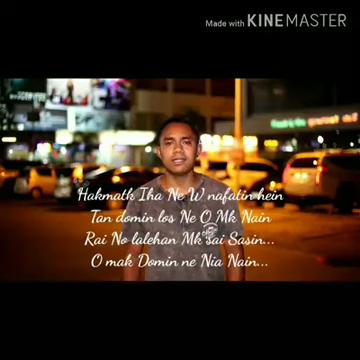 Made with KINEMASTER
Hakmatk Iha Ne W nafatin hein
Tan domin los Ne O Mk Nain
Rai No lalehan Mk sai Sasin...
O mak Domin ne Nia Nain...